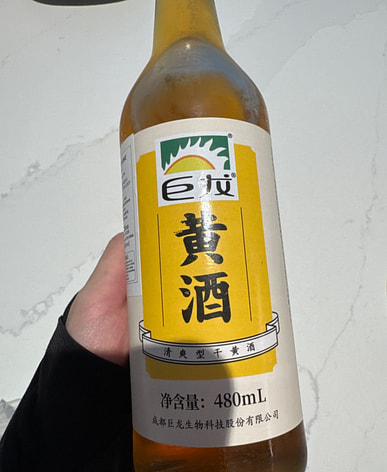 巨龙
黄酒
清爽型干黄酒
净含量：480mL
成都巨龙生物科技股份有限公司